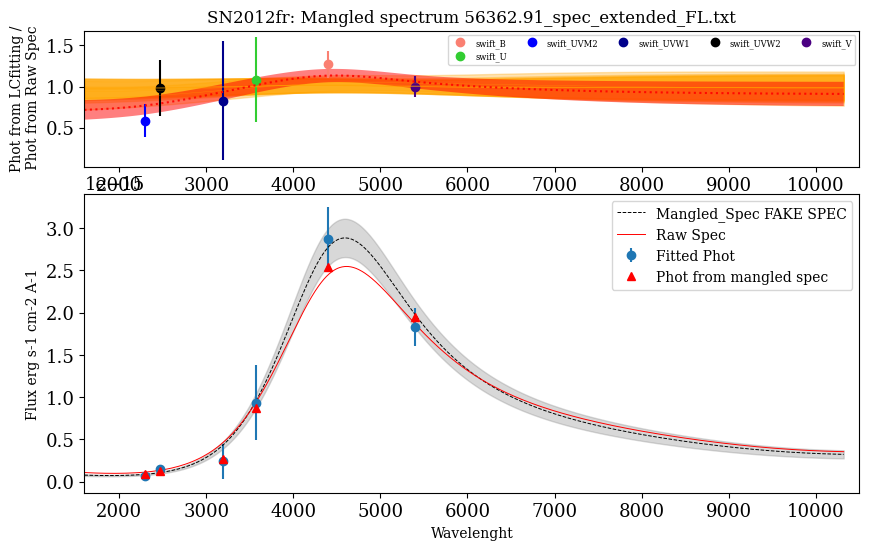 SN2012fr: Mangled spectrum 56362.91_spec_extended_FL.txt
Phot from LCfitting /
Phot from Raw Spec
1.5
1.0
0.5
swift_B
swift_UVM2
swift_UVW1
swift_UVW2
swift_V
swift_U
2000 3000 4000 5000 6000 7000 8000 9000 10000
1e−15
Flux erg s-1 cm-2 A-1
3.0
2.5
2.0
1.5
1.0
0.5
0.0
Mangled_Spec FAKE SPEC
Raw Spec
Fitted Phot
Phot from mangled spec
2000 3000 4000 5000 6000 7000 8000 9000 10000
Wavelenght